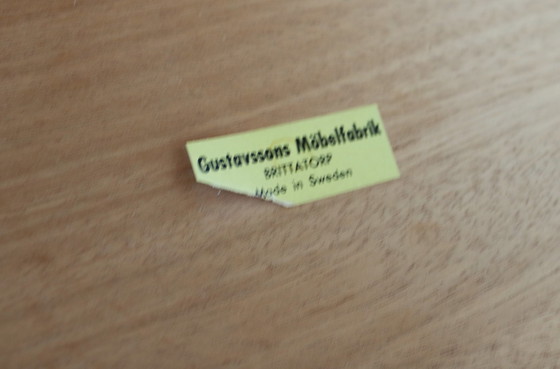 Gustavssons Möbelfabrik
BRITTATORP
Made in Sweden